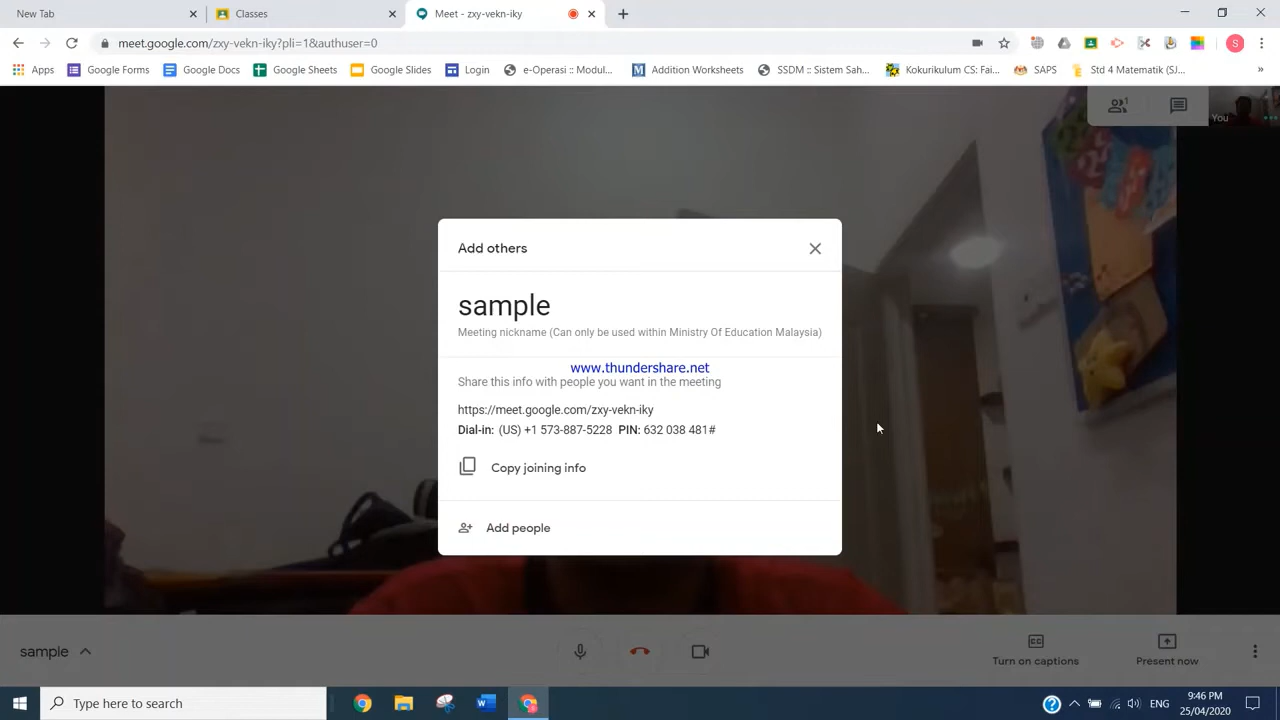 New Tab
Classes
Meet - zxy-vekn-iky
meet.google.com/zxy-vekn-iky?pli=1&authuser=0
S
Apps
Google Forms
Google Docs
Google Sheets
Google Slides
Login
e-Operasi :: Modul...
Addition Worksheets
SSDM :: Sistem Sah...
Kokurikulum CS: Fai...
SAPS
Std 4 Matematik (SJ...
»
1
You
Add others
sample
Meeting nickname (Can only be used within Ministry Of Education Malaysia)
www.thundershare.net
Share this info with people you want in the meeting
https://meet.google.com/zxy-vekn-iky
Dial-in: (US) +1 573-887-5228 PIN: 632 038 481#
Copy joining info
Add people
sample
CC
Turn on captions
Present now
Type here to search
W
?
ENG
9:46 PM
25/04/2020